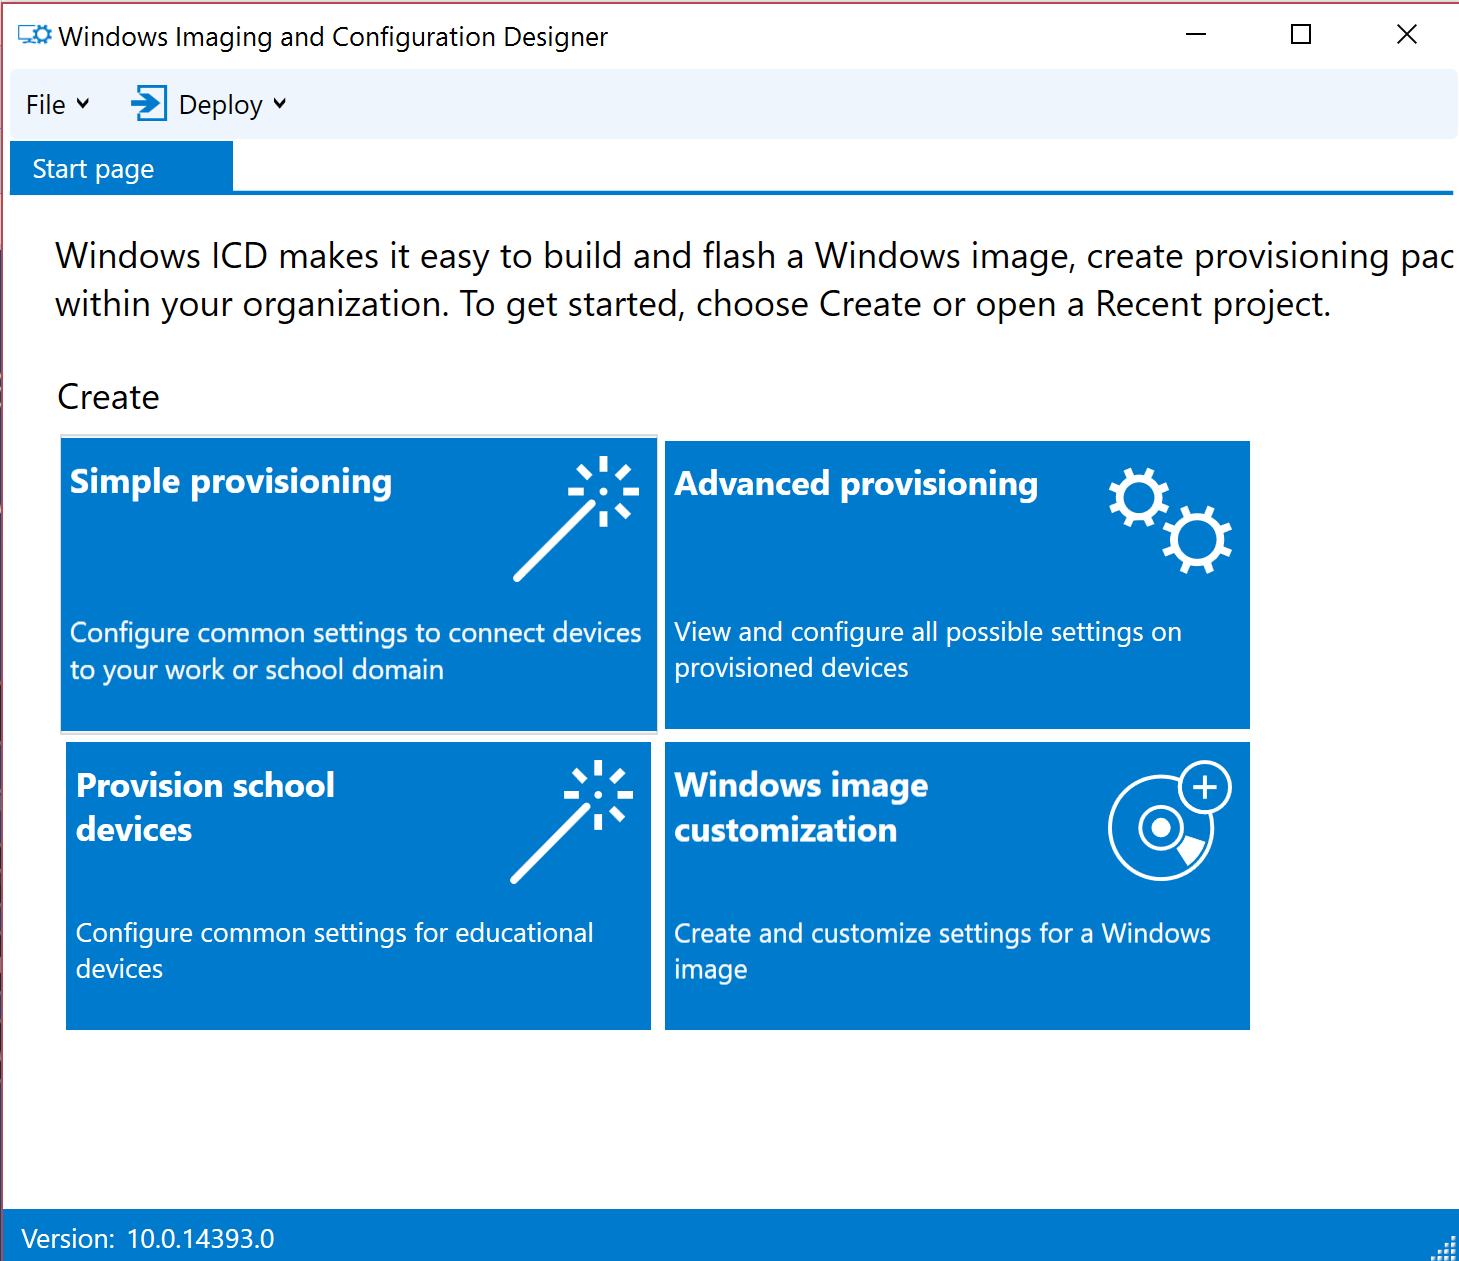 Windows Imaging and Configuration Designer
File Deploy
Start page
Windows ICD makes it easy to build and flash a Windows image, create provisioning pac
within your organization. To get started, choose Create or open a Recent project.
Create
Simple provisioning
Configure common settings to connect devices
to your work or school domain
Advanced provisioning
View and configure all possible settings on
provisioned devices
Provision school
devices
Configure common settings for educational
devices
Windows image
customization
Create and customize settings for a Windows
image
Version: 10.0.14393.0